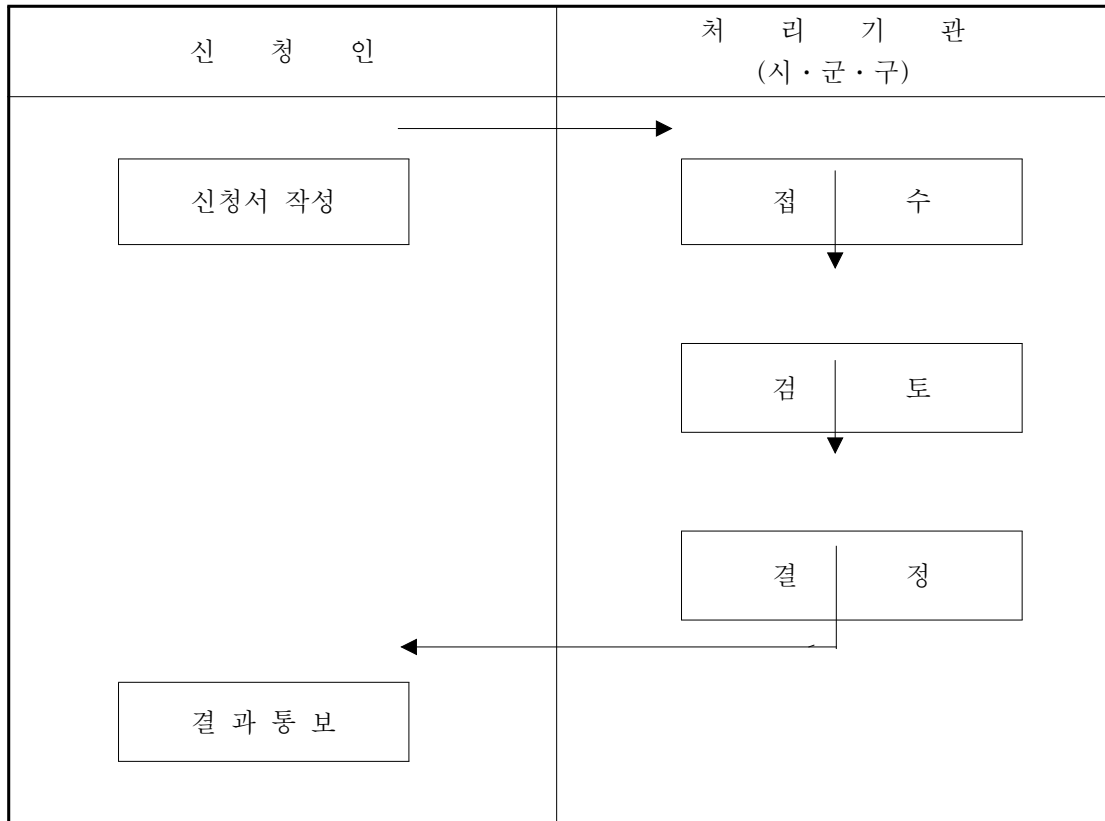 신 청 인
처 리 기 관
(시·군·구)
신청서 작성
접 수
검 토
결 정
결 과 통 보